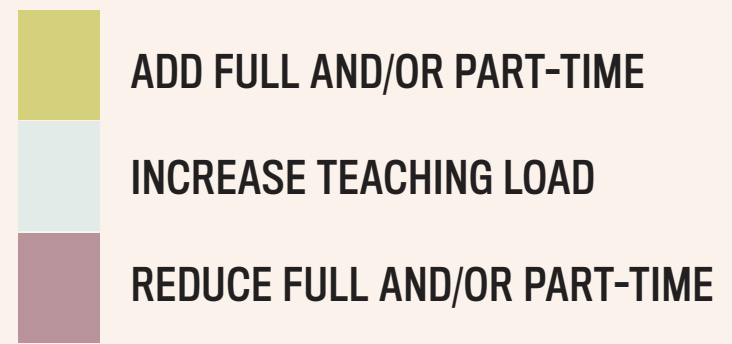 ADD FULL AND/OR PART-TIME
INCREASE TEACHING LOAD
REDUCE FULL AND/OR PART-TIME